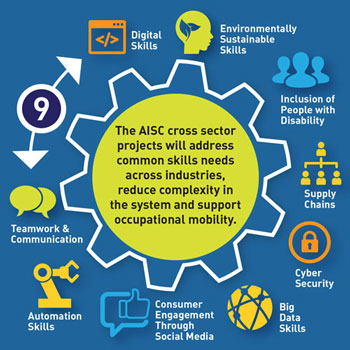 Digital
Skills
Environmentally
Sustainable
Skills
Inclusion of
People with
Disability
9
The AISC cross sector
projects will address
common skills needs
across industries,
reduce complexity in
the system and support
occupational mobility.
Supply
Chains
Teamwork &
Communication
Cyber
Security
Automation
Skills
Consumer
Engagement
Through
Social Media
Big
Data
Skills